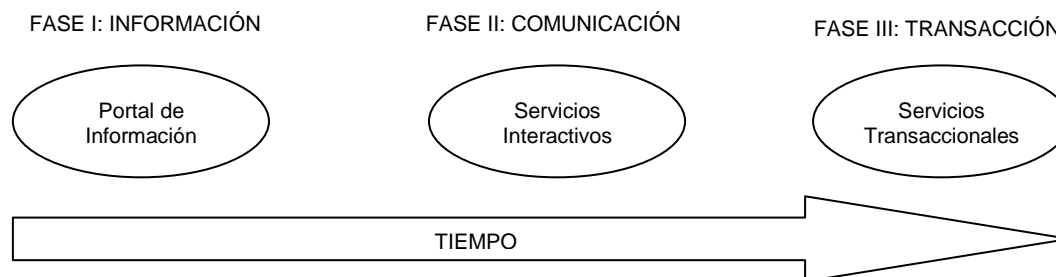 FASE I: INFORMACIÓN
FASE II: COMUNICACIÓN
FASE III: TRANSACCIÓN
Portal de
Información
Servicios
Interactivos
Servicios
Transaccionales
TIEMPO